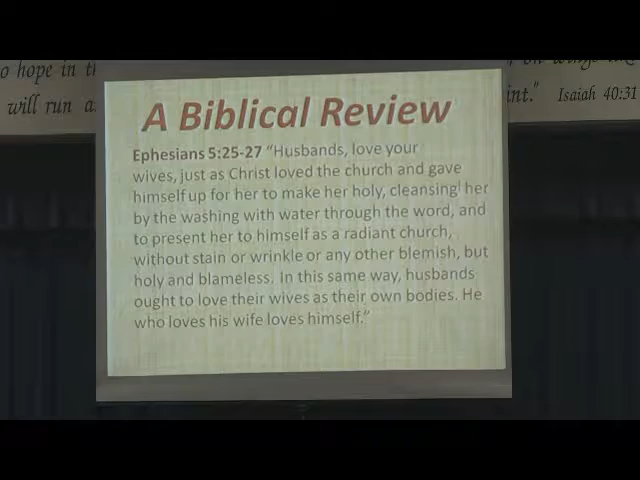 o hope in t
will run a
int." Isaiah 40:31
A Biblical Review
Ephesians 5:25-27 "Husbands, love your
wives, just as Christ loved the church and gave
himself up for her to make her holy, cleansing her
by the washing with water through the word, and
to present her to himself as a radiant church,
without stain or wrinkle or any other blemish, but
holy and blameless. In this same way, husbands
ought to love their wives as their own bodies. He
who loves his wife loves himself."